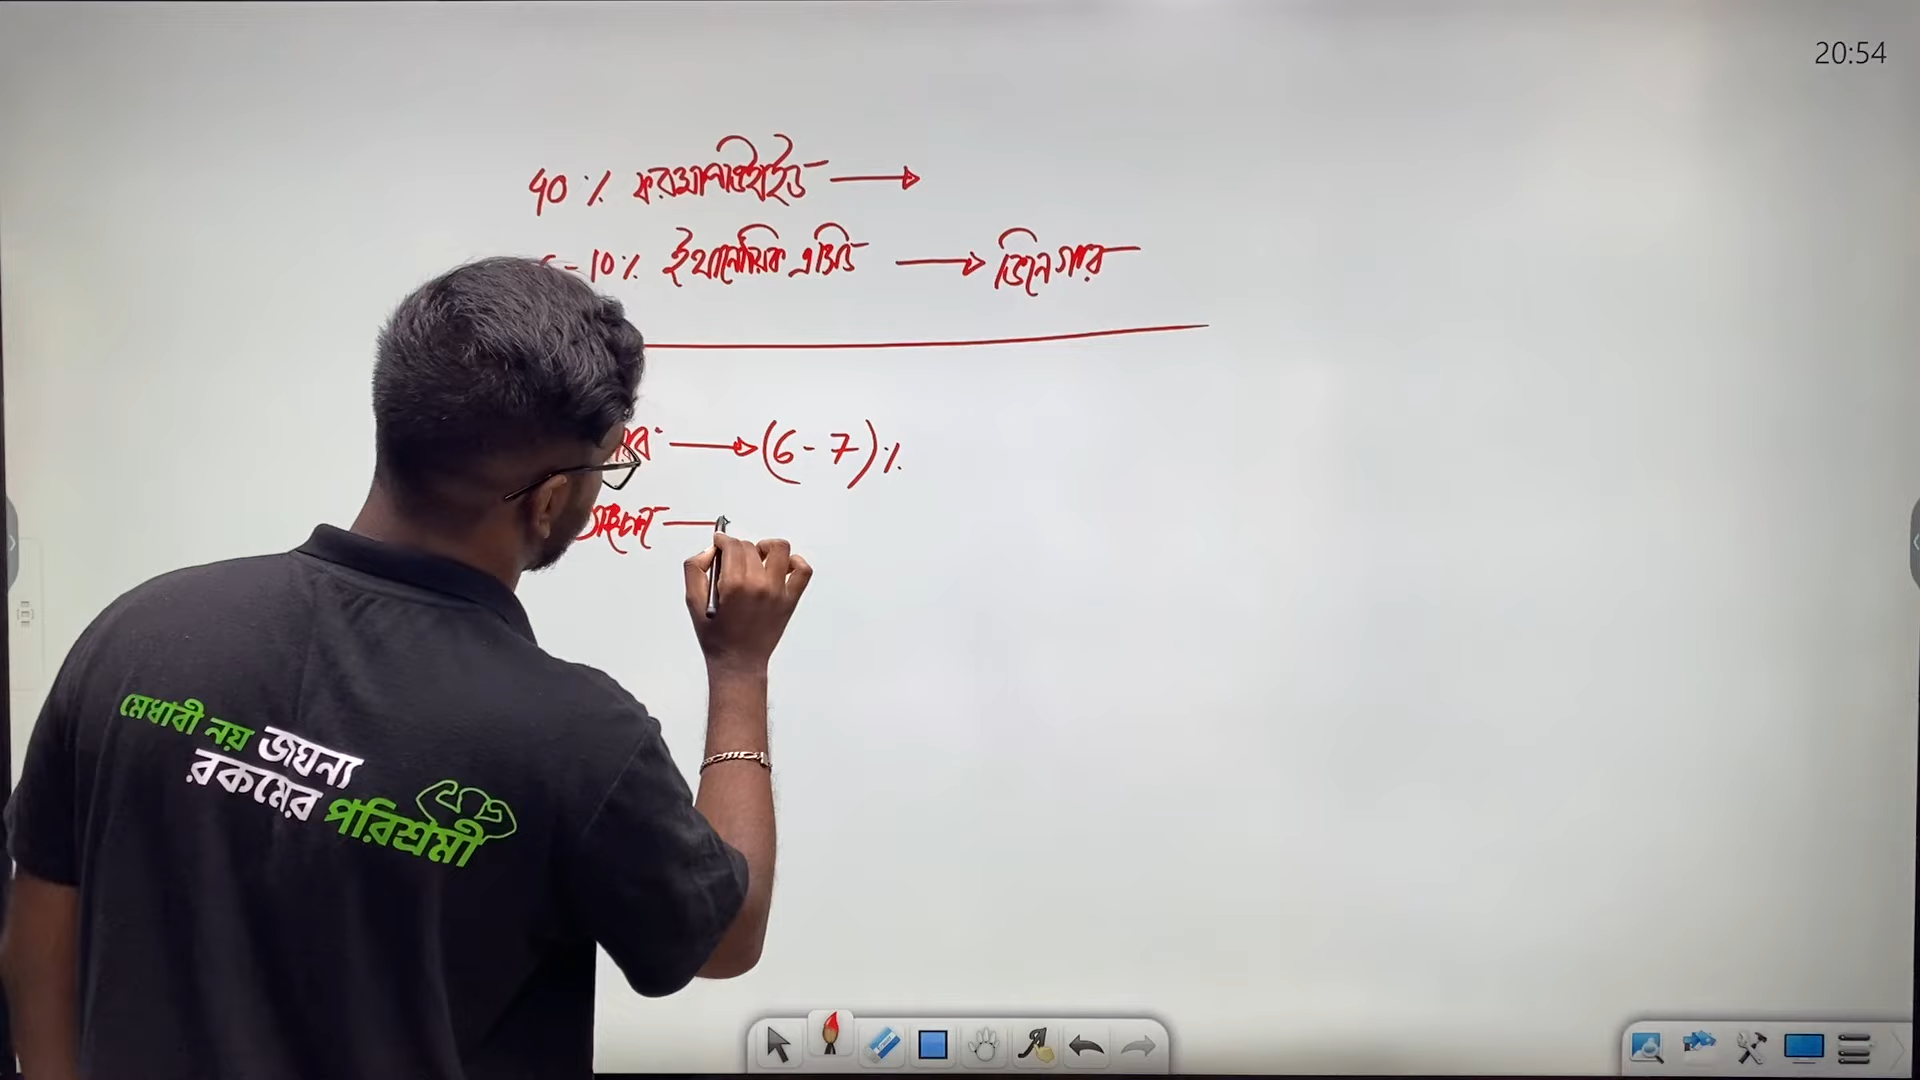 20:54
40% ফরমালডিহাইড →
- 10% ইথানোয়িক এসিড → ভিনেগার
→ (6 - 7)%
মেধাবী নয় জঘন্য
রকমের পরিশ্রমী